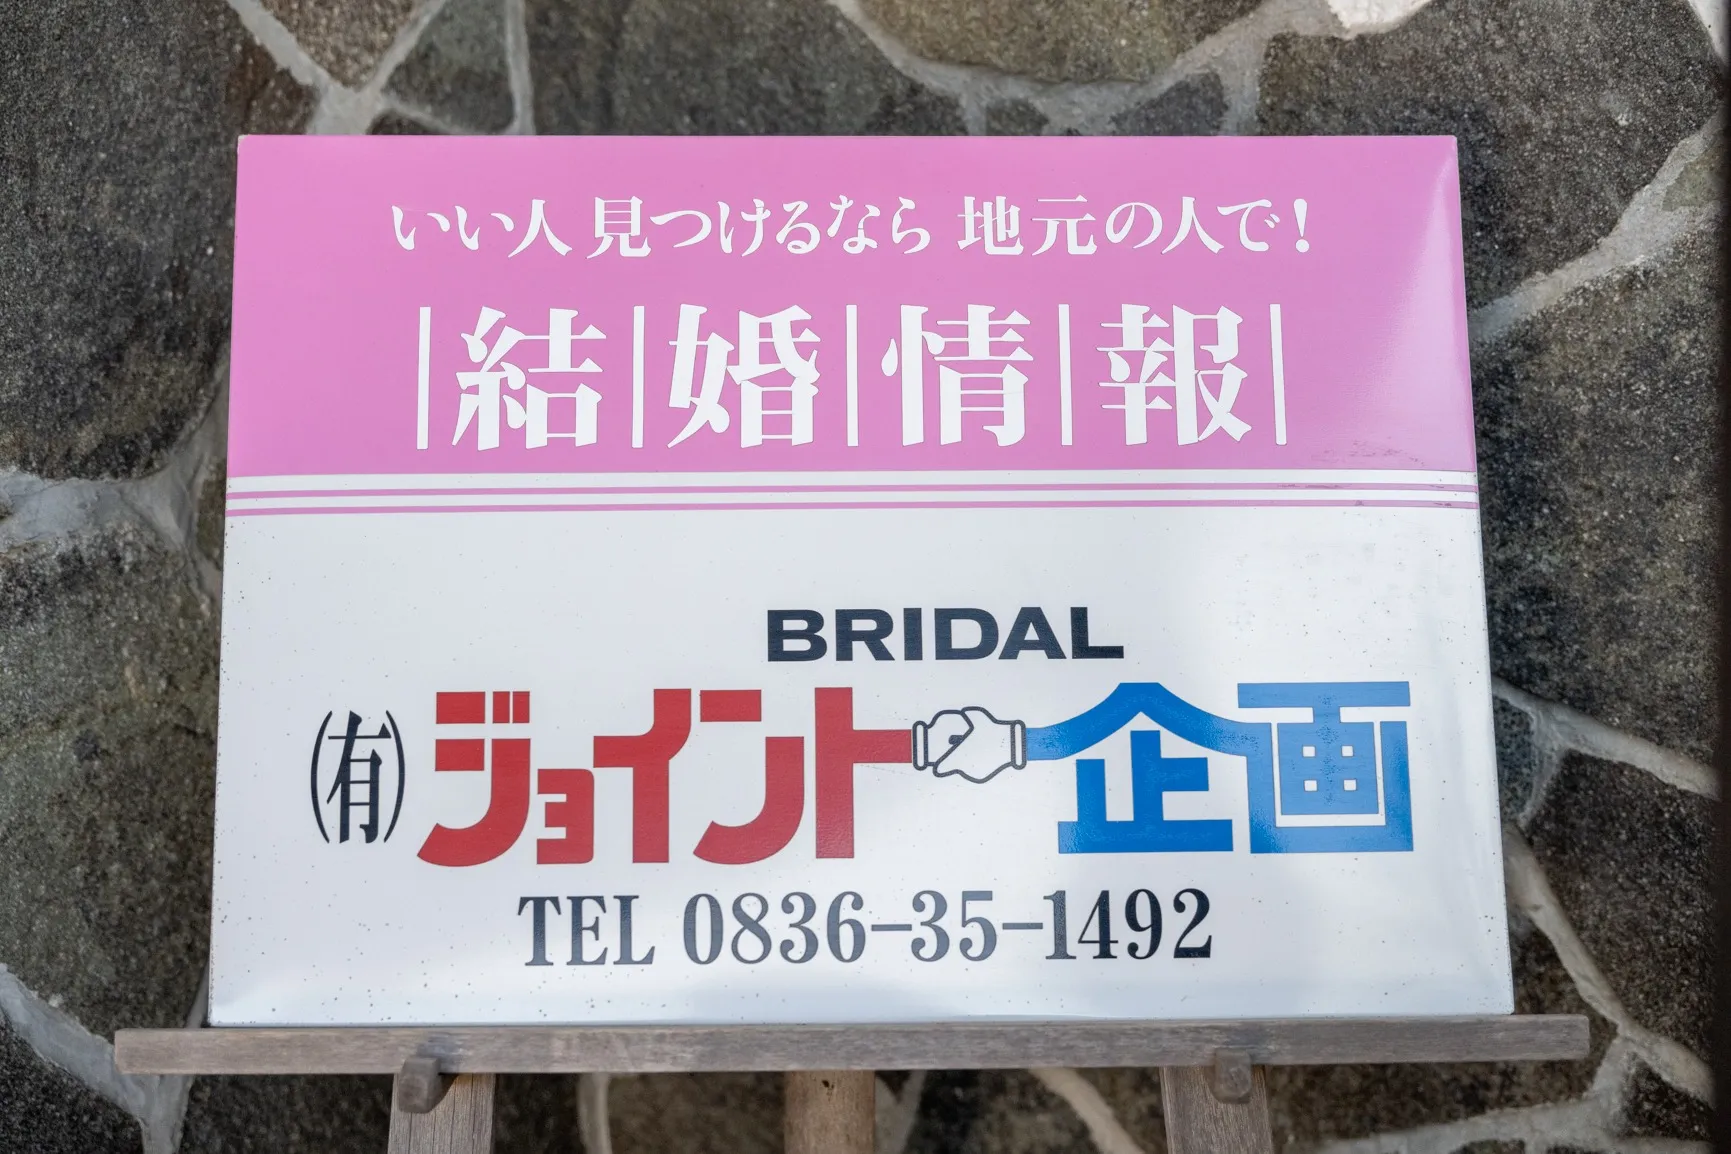 いい人 見つけるなら 地元の人で!
|結|婚|情|報|
BRIDAL
(有)ジョイント企画
TEL 0836-35-1492